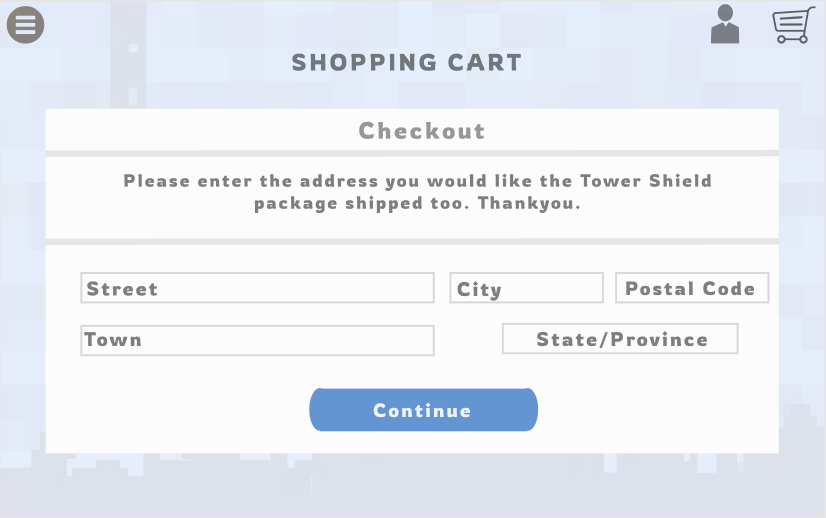 SHOPPING CART
Checkout
Please enter the address you would like the Tower Shield
package shipped too. Thankyou.
Street
City
Postal Code
Town
State/Province
Continue